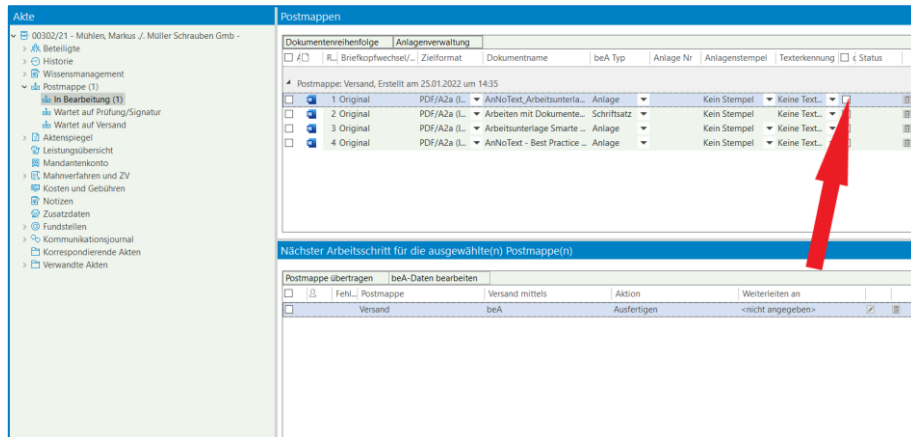 Akte
00302/21 - Mühlen, Markus ./. Müller Schrauben Gmb -
Beteiligte
Historie
Wissensmanagement
Postmappe (1)
In Bearbeitung (1)
Wartet auf Prüfung/Signatur
Wartet auf Versand
Aktenspiegel
Leistungsübersicht
Mandantenkonto
Mahnverfahren und ZV
Kosten und Gebühren
Notizen
Zusatzdaten
Fundstellen
Kommunikationsjournal
Korrespondierende Akten
Verwandte Akten
Postmappen
Dokumentenreihenfolge Anlagenverwaltung
R... Briefkopfwechsel/... Zielformat Dokumentname beA Typ Anlage Nr Anlagenstempel Texterkennung Status
Postmappe: Versand, Erstellt am 25.01.2022 um 14:35
1 Original PDF/A2a (l... AnNoText_Arbeitsunterla... Anlage Kein Stempel Keine Text...
2 Original PDF/A2a (l... Arbeiten mit Dokumente... Schriftsatz Kein Stempel Keine Text...
3 Original PDF/A2a (l... Arbeitsunterlage Smarte ... Anlage Kein Stempel Keine Text...
4 Original PDF/A2a (l... AnNoText - Best Practice ... Anlage Kein Stempel Keine Text...
Nächster Arbeitsschritt für die ausgewählte(n) Postmappe(n)
Postmappe übertragen beA-Daten bearbeiten
Fehl... Postmappe Versand mittels Aktion Weiterleiten an
Versand beA Ausfertigen <nicht angegeben>